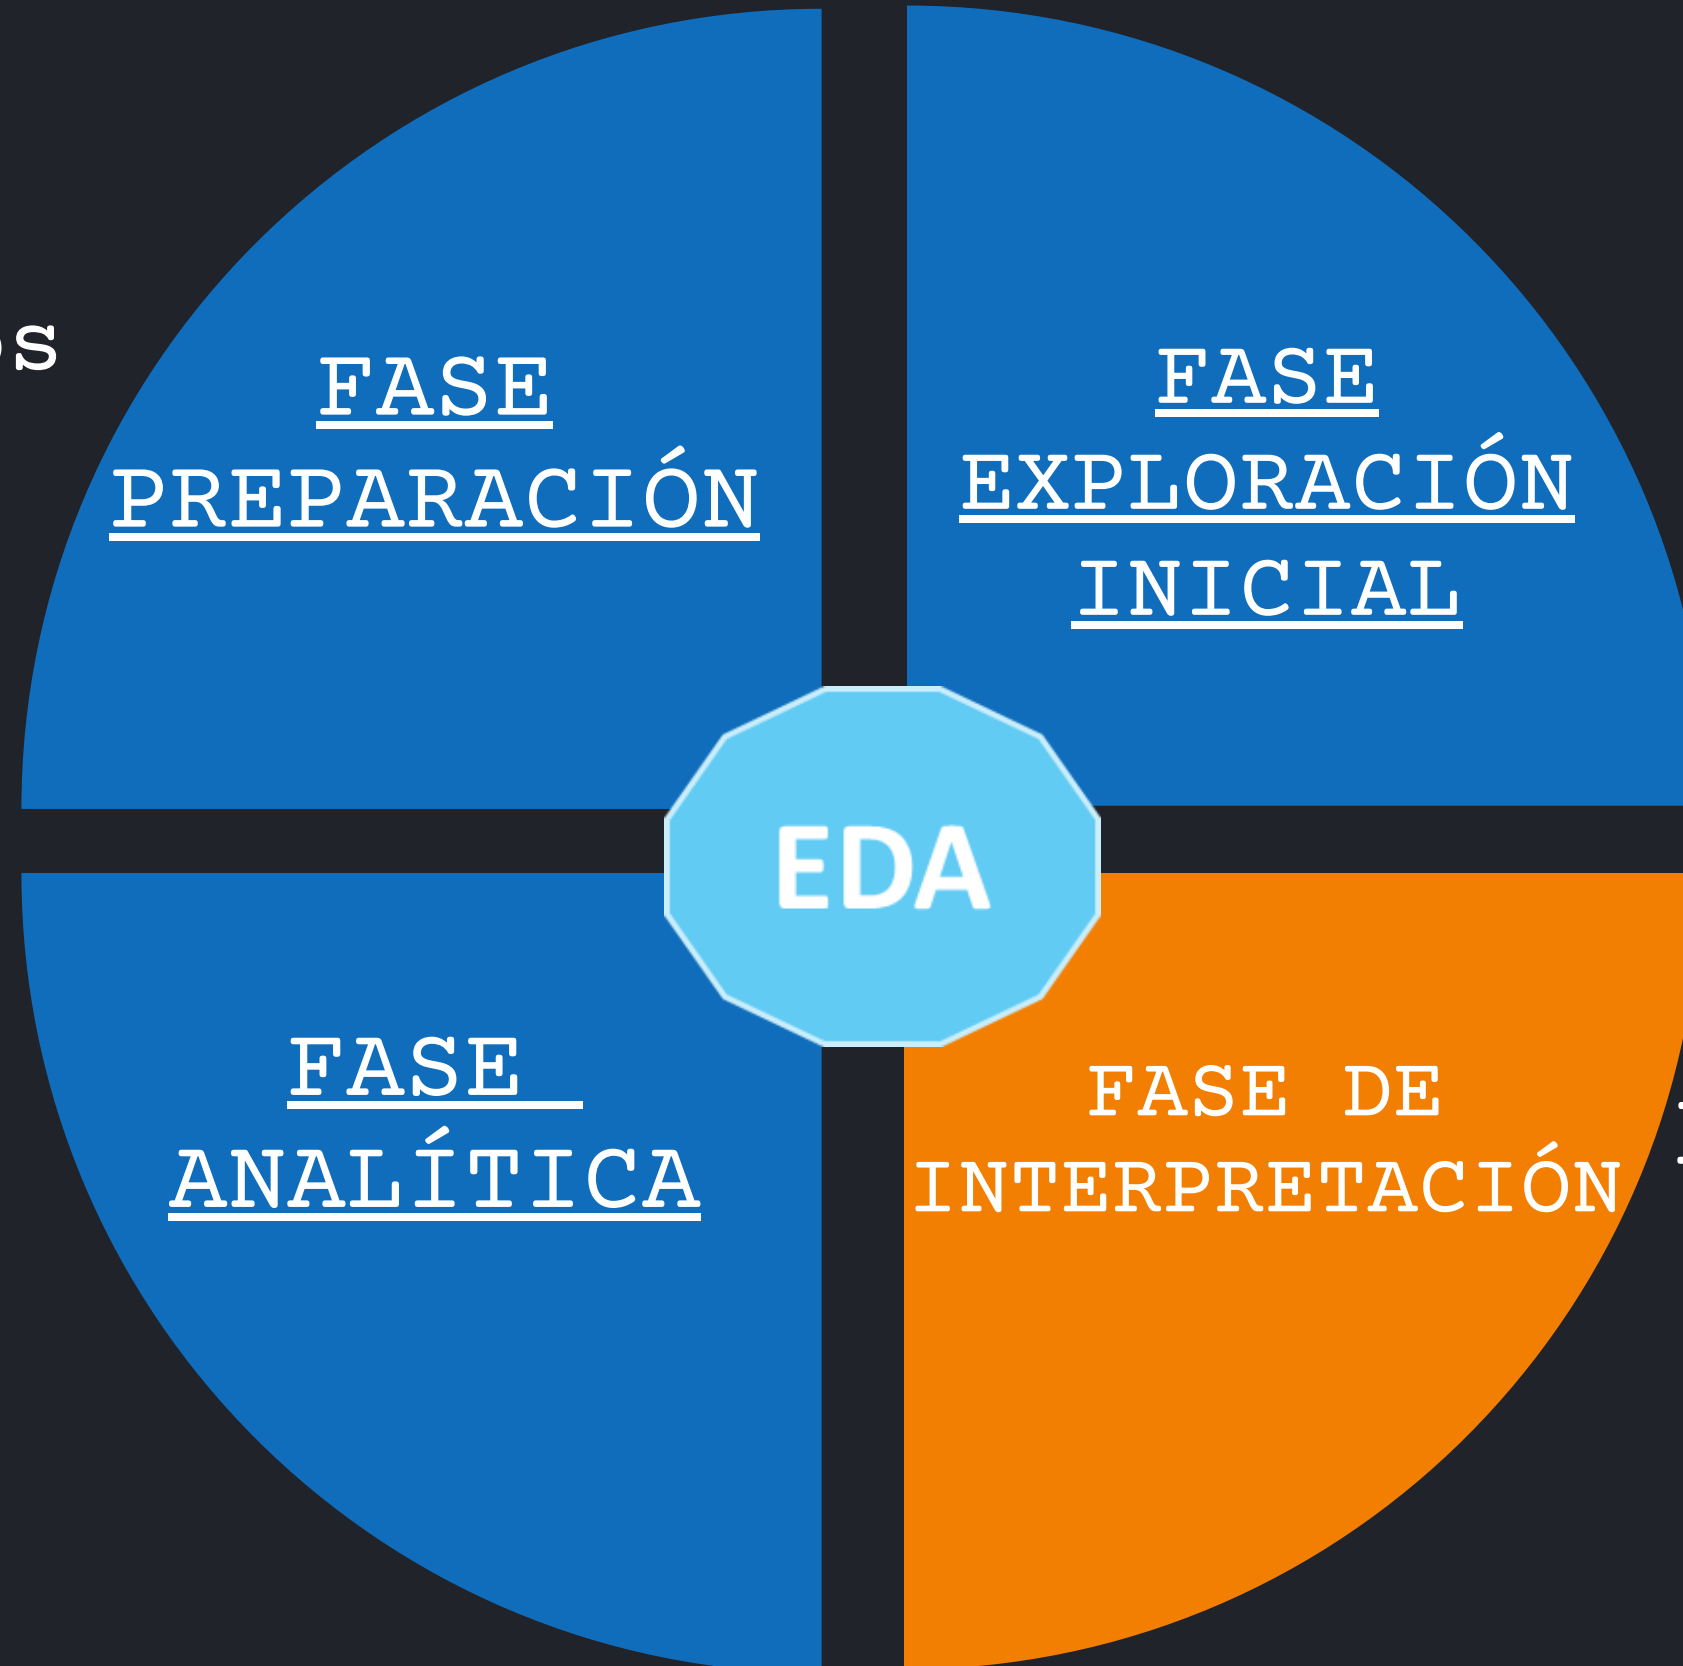 FASE
PREPARACIÓN
FASE
EXPLORACIÓN
INICIAL
EDA
FASE
ANALÍTICA
FASE DE
INTERPRETACIÓN